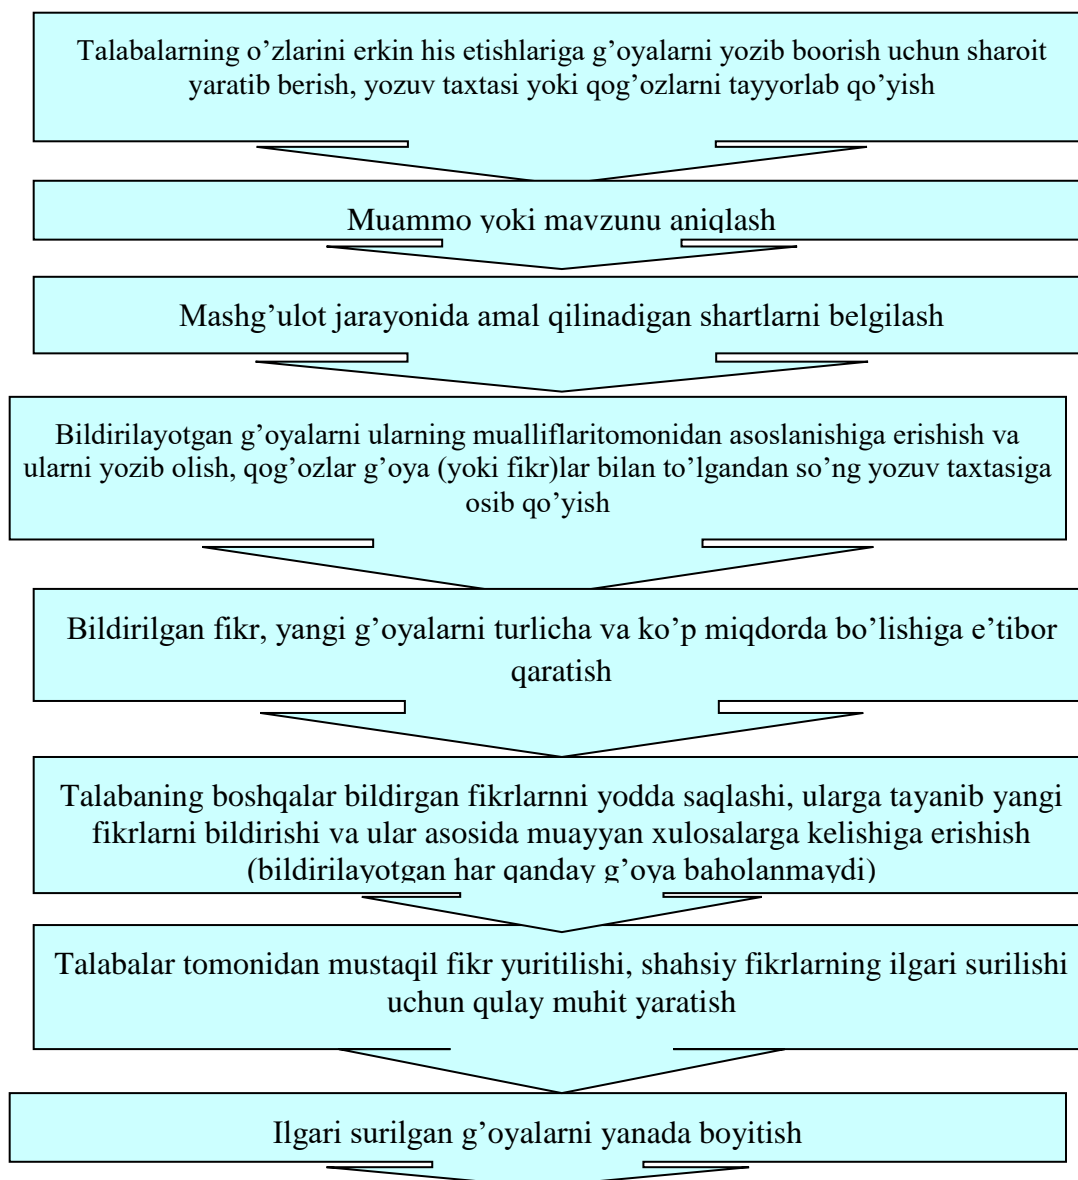 Talabalarning o’zlarini erkin his etishlariga g’oyalarni yozib boorish uchun sharoit
yaratib berish, yozuv taxtasi yoki qog’ozlarni tayyorlab qo’yish
Muammo yoki mavzunu aniqlash
Mashg’ulot jarayonida amal qilinadigan shartlarni belgilash
Bildirilayotgan g’oyalarni ularning mualliflaritomonidan asoslanishiga erishish va
ularni yozib olish, qog’ozlar g’oya (yoki fikr)lar bilan to’lgandan so’ng yozuv taxtasiga
osib qo’yish
Bildirilgan fikr, yangi g’oyalarni turlicha va ko’p miqdorda bo’lishiga e’tibor
qaratish
Talabaning boshqalar bildirgan fikrlarnni yodda saqlashi, ularga tayanib yangi
fikrlarni bildirishi va ular asosida muayyan xulosalarga kelishiga erishish
(bildirilayotgan har qanday g’oya baholanmaydi)
Talabalar tomonidan mustaqil fikr yuritilishi, shahsiy fikrlarning ilgari surilishi
uchun qulay muhit yaratish
Ilgari surilgan g’oyalarni yanada boyitish